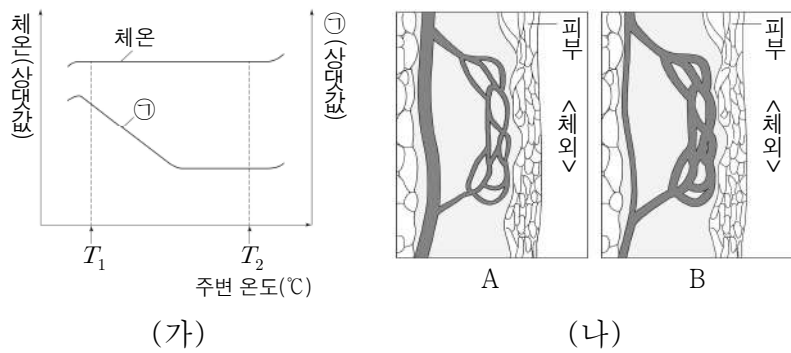 체온(상댓값)
체온
㉠
㉠(상댓값)
T₁
T₂
주변 온도(℃)
(가)
피부
<체외>
A
피부
<체외>
B
(나)